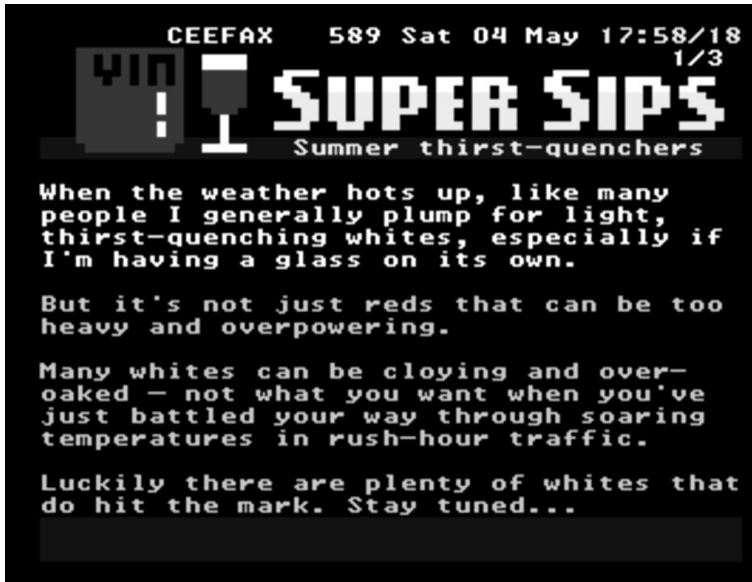 CEEFAX 589 Sat 04 May 17:58/18
1/3
VIN
SUPER SIPS
Summer thirst-quenchers
When the weather hots up, like many
people I generally plump for light,
thirst-quenching whites, especially if
I'm having a glass on its own.
But it's not just reds that can be too
heavy and overpowering.
Many whites can be cloying and over-
oaked - not what you want when you've
just battled your way through soaring
temperatures in rush-hour traffic.
Luckily there are plenty of whites that
do hit the mark. Stay tuned...